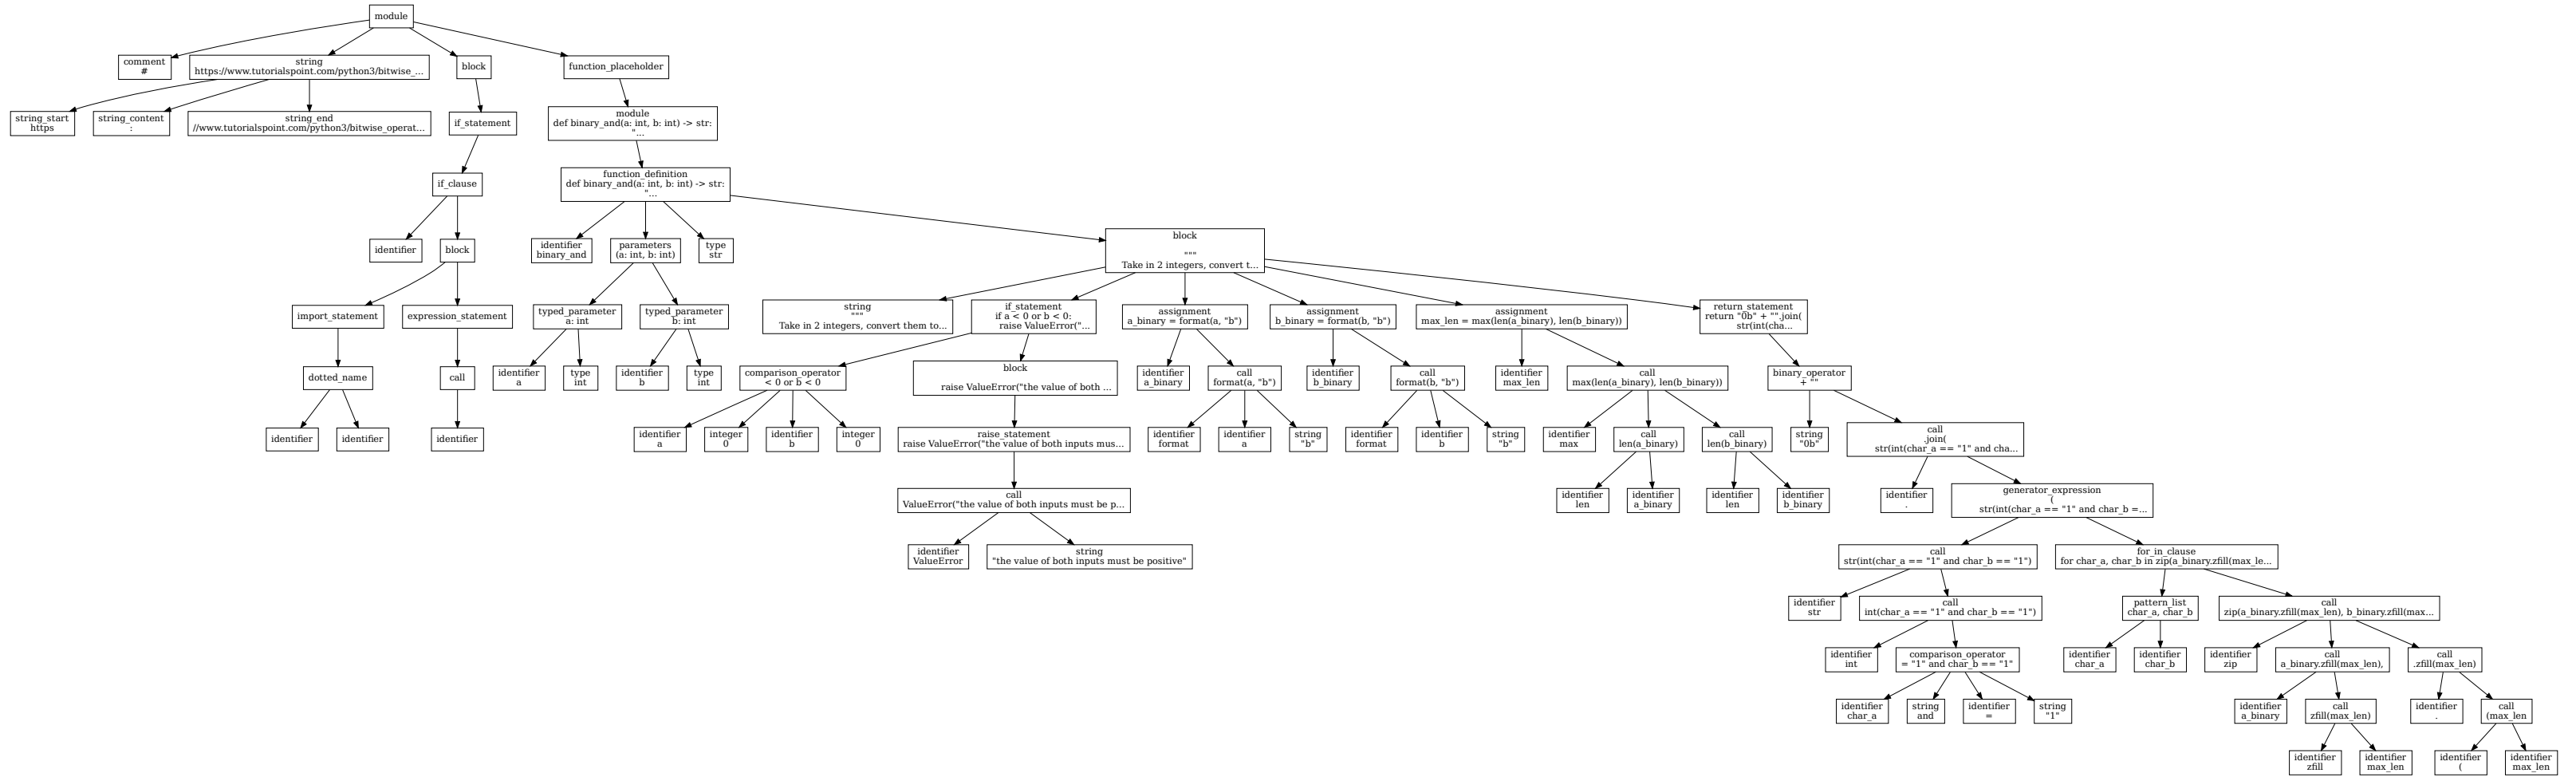 module
comment
#
string
https://www.tutorialspoint.com/python3/bitwise_...
block
function_placeholder
string_start
https
string_content
:
string_end
//www.tutorialspoint.com/python3/bitwise_operat...
if_statement
module
def binary_and(a: int, b: int) -> str:
"...
if_clause
function_definition
def binary_and(a: int, b: int) -> str:
"...
identifier
block
identifier
binary_and
parameters
(a: int, b: int)
type
str
block
"""
Take in 2 integers, convert t...
import_statement
expression_statement
typed_parameter
a: int
typed_parameter
b: int
string
"""
Take in 2 integers, convert them to...
if_statement
if a < 0 or b < 0:
raise ValueError("...
assignment
a_binary = format(a, "b")
assignment
b_binary = format(b, "b")
assignment
max_len = max(len(a_binary), len(b_binary))
return_statement
return "0b" + "".join(
str(int(cha...
dotted_name
call
identifier
a
type
int
identifier
b
type
int
comparison_operator
< 0 or b < 0
block
raise ValueError("the value of both ...
identifier
a_binary
call
format(a, "b")
identifier
b_binary
call
format(b, "b")
identifier
max_len
call
max(len(a_binary), len(b_binary))
binary_operator
+ ""
identifier
identifier
identifier
identifier
a
integer
0
identifier
b
integer
0
raise_statement
raise ValueError("the value of both inputs mus...
identifier
format
identifier
a
string
"b"
identifier
format
identifier
b
string
"b"
identifier
max
call
len(a_binary)
call
len(b_binary)
string
"0b"
call
.join(
str(int(char_a == "1" and cha...
call
ValueError("the value of both inputs must be p...
identifier
len
identifier
a_binary
identifier
len
identifier
b_binary
identifier
.
generator_expression
(
str(int(char_a == "1" and char_b =...
identifier
ValueError
string
"the value of both inputs must be positive"
call
str(int(char_a == "1" and char_b == "1")
for_in_clause
for char_a, char_b in zip(a_binary.zfill(max_le...
identifier
str
call
int(char_a == "1" and char_b == "1")
pattern_list
char_a, char_b
call
zip(a_binary.zfill(max_len), b_binary.zfill(max...
identifier
int
comparison_operator
= "1" and char_b == "1"
identifier
char_a
identifier
char_b
identifier
zip
call
a_binary.zfill(max_len),
call
.zfill(max_len)
identifier
char_a
string
and
identifier
=
string
"1"
identifier
a_binary
call
zfill(max_len)
identifier
.
call
(max_len
identifier
zfill
identifier
max_len
identifier
(
identifier
max_len